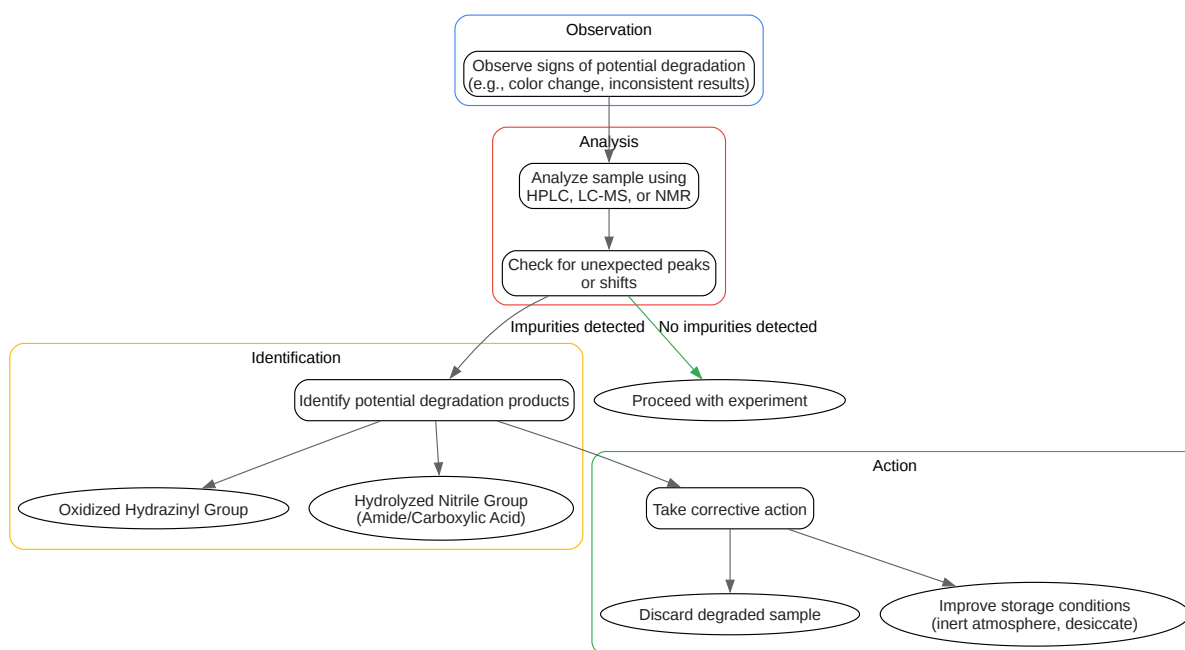 Observation
Observe signs of potential degradation
(e.g., color change, inconsistent results)
Analysis
Analyze sample using
HPLC, LC-MS, or NMR
Check for unexpected peaks
or shifts
Impurities detected
No impurities detected
Identification
Identify potential degradation products
Proceed with experiment
Oxidized Hydrazinyl Group
Hydrolyzed Nitrile Group
(Amide/Carboxylic Acid)
Action
Take corrective action
Discard degraded sample
Improve storage conditions
(inert atmosphere, desiccate)